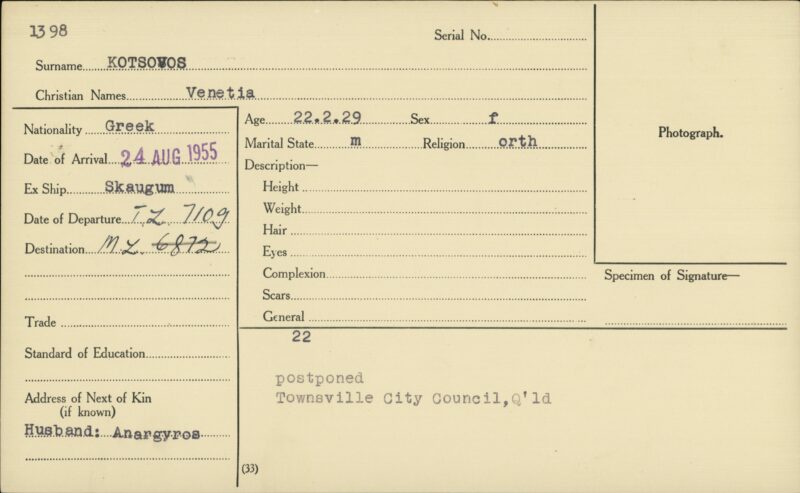 1398
Serial No.
Surname KOTSOVOS
Christian Names Venetia
Nationality Greek
Date of Arrival 24 AUG 1955
Ex Ship Skaugum
Date of Departure T.L. 7109
Destination M.L. 6872
Trade
Standard of Education
Address of Next of Kin
(if known)
Husband: Anargyros
Age 22.2.29 Sex f
Marital State m Religion orth
Description—
Height
Weight
Hair
Eyes
Complexion
Scars
General
22
postponed
Townsville City Council,Q'ld
(33)
Photograph.
Specimen of Signature—